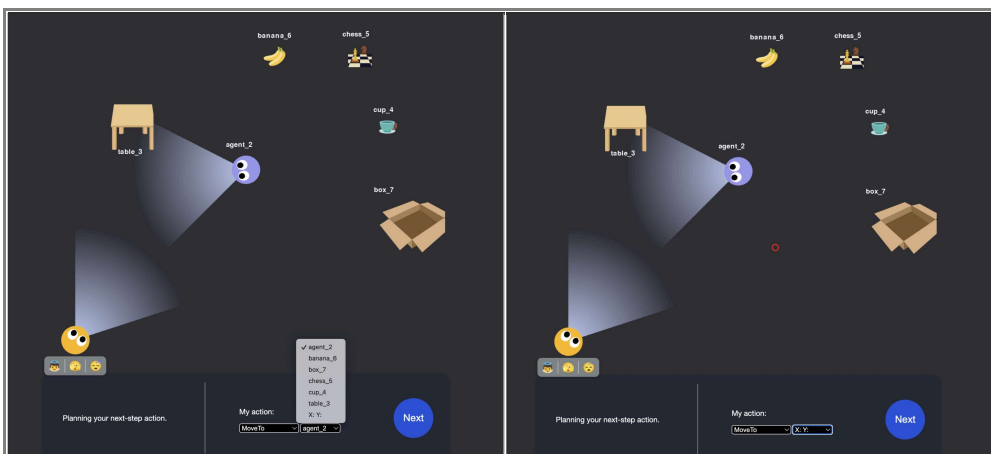 banana_6
chess_5
cup_4
table_3
agent_2
box_7
✓ agent_2
banana_6
box_7
chess_5
cup_4
table_3
X: Y:
Planning your next-step action.
My action:
MoveTo
agent_2
Next
banana_6
chess_5
cup_4
table_3
agent_2
box_7
Planning your next-step action.
My action:
MoveTo
X: Y:
Next